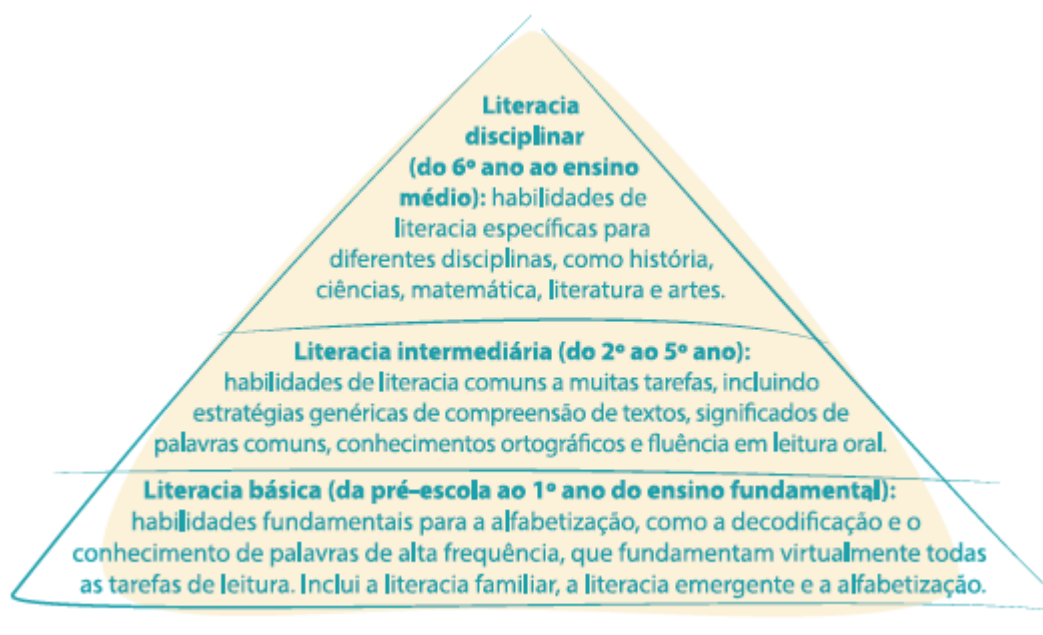 Literacia
disciplinar
(do 6º ano ao ensino
médio): habilidades de
literacia específicas para
diferentes disciplinas, como história,
ciências, matemática, literatura e artes.
Literacia intermediária (do 2º ao 5º ano):
habilidades de literacia comuns a muitas tarefas, incluindo
estratégias genéricas de compreensão de textos, significados de
palavras comuns, conhecimentos ortográficos e fluência em leitura oral.
Literacia básica (da pré–escola ao 1º ano do ensino fundamental):
habilidades fundamentais para a alfabetização, como a decodificação e o
conhecimento de palavras de alta frequência, que fundamentam virtualmente todas
as tarefas de leitura. Inclui a literacia familiar, a literacia emergente e a alfabetização.